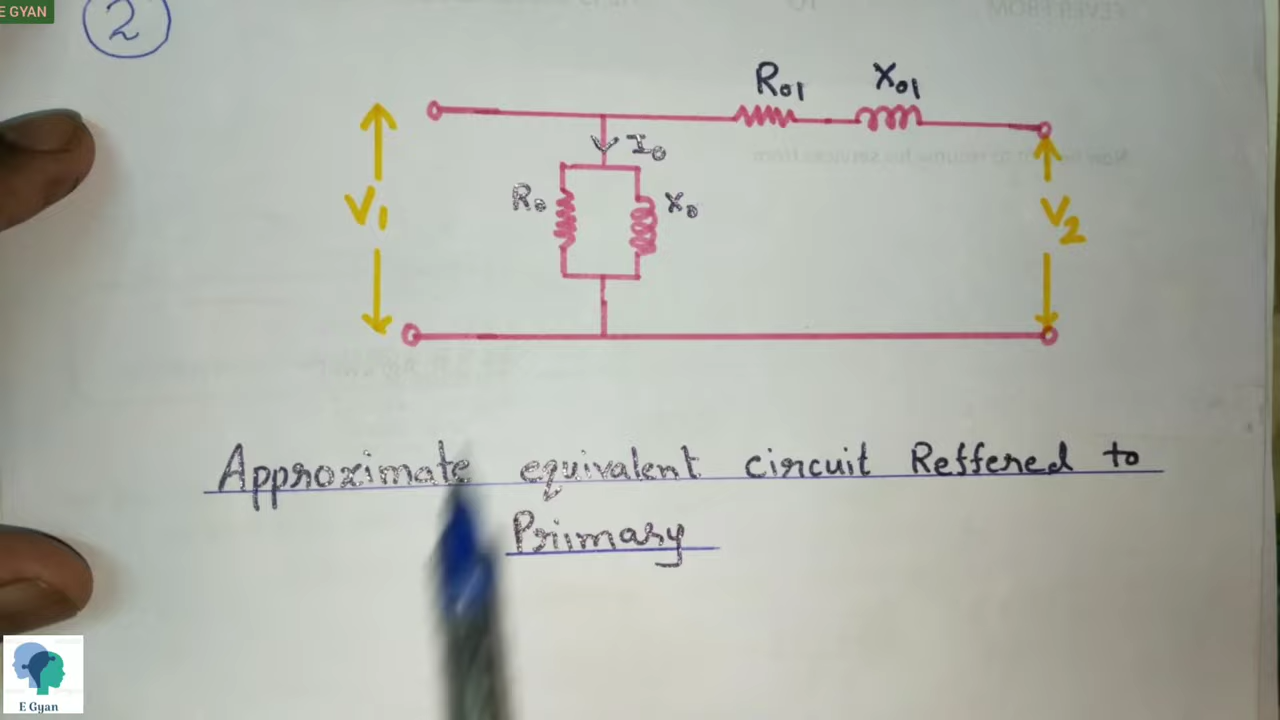 E GYAN
2
R01 X01
I0
R0 X0
V1
V2
Approximate equivalent circuit Reffered to
Primary
E Gyan